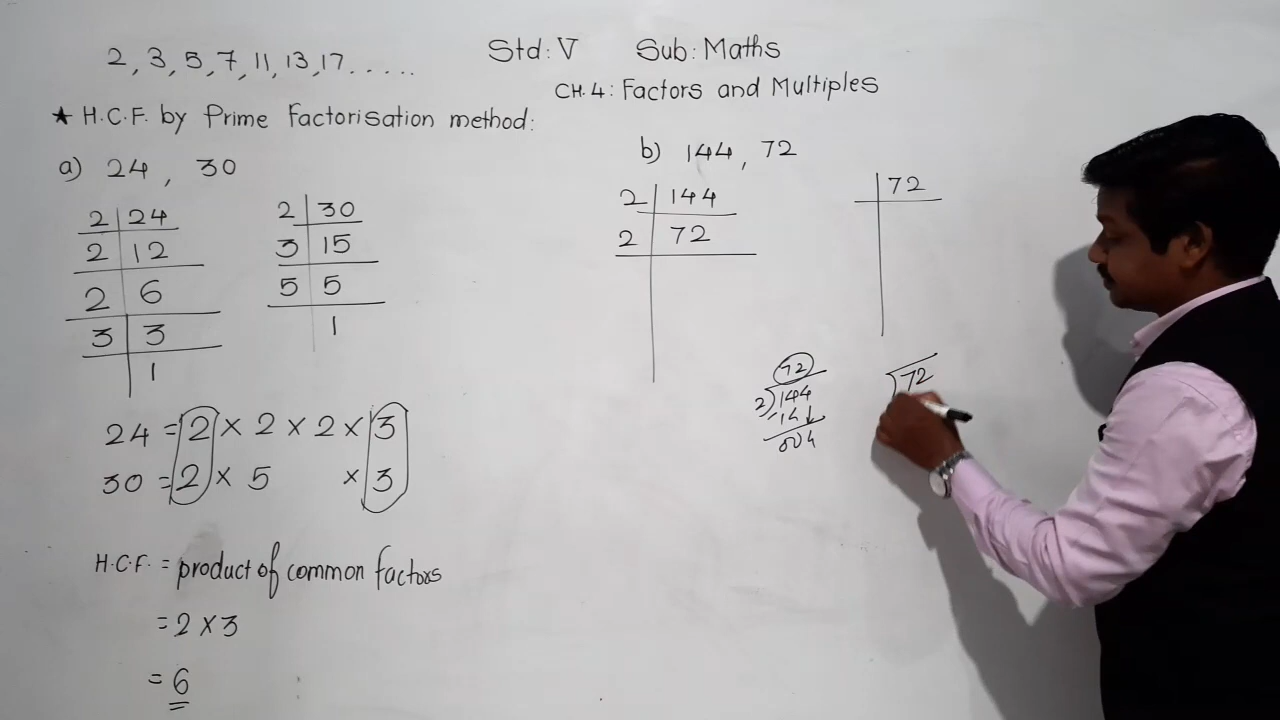 2, 3, 5, 7, 11, 13, 17.....
Std: V Sub: Maths
CH. 4: Factors and Multiples
★ H.C.F. by Prime Factorisation method:
a) 24, 30
2 24
2 12
2 6
3 3
1
2 30
3 15
5 5
1
24 = 2 × 2 × 2 × 3
30 = 2 × 5 × 3
H.C.F. = product of common factors
= 2 × 3
= 6
b) 144, 72
2 144
2 72
72
72
2)144
14↓
004
72